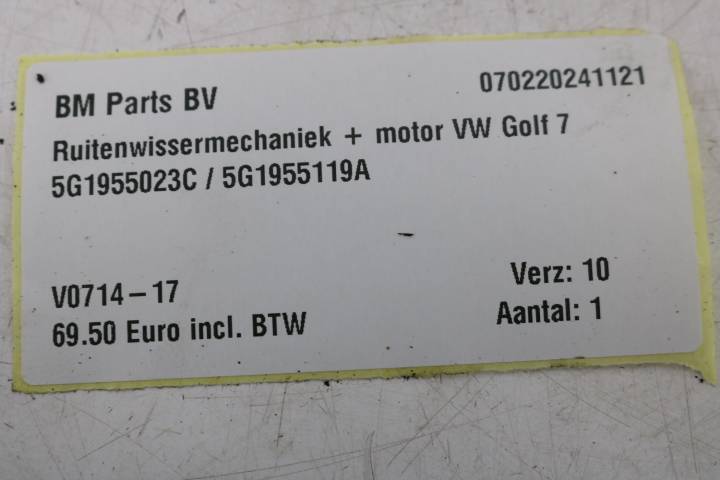 BM Parts BV
070220241121
Ruitenwissermechaniek + motor VW Golf 7
5G1955023C / 5G1955119A
V0714-17
Verz: 10
69.50 Euro incl. BTW
Aantal: 1